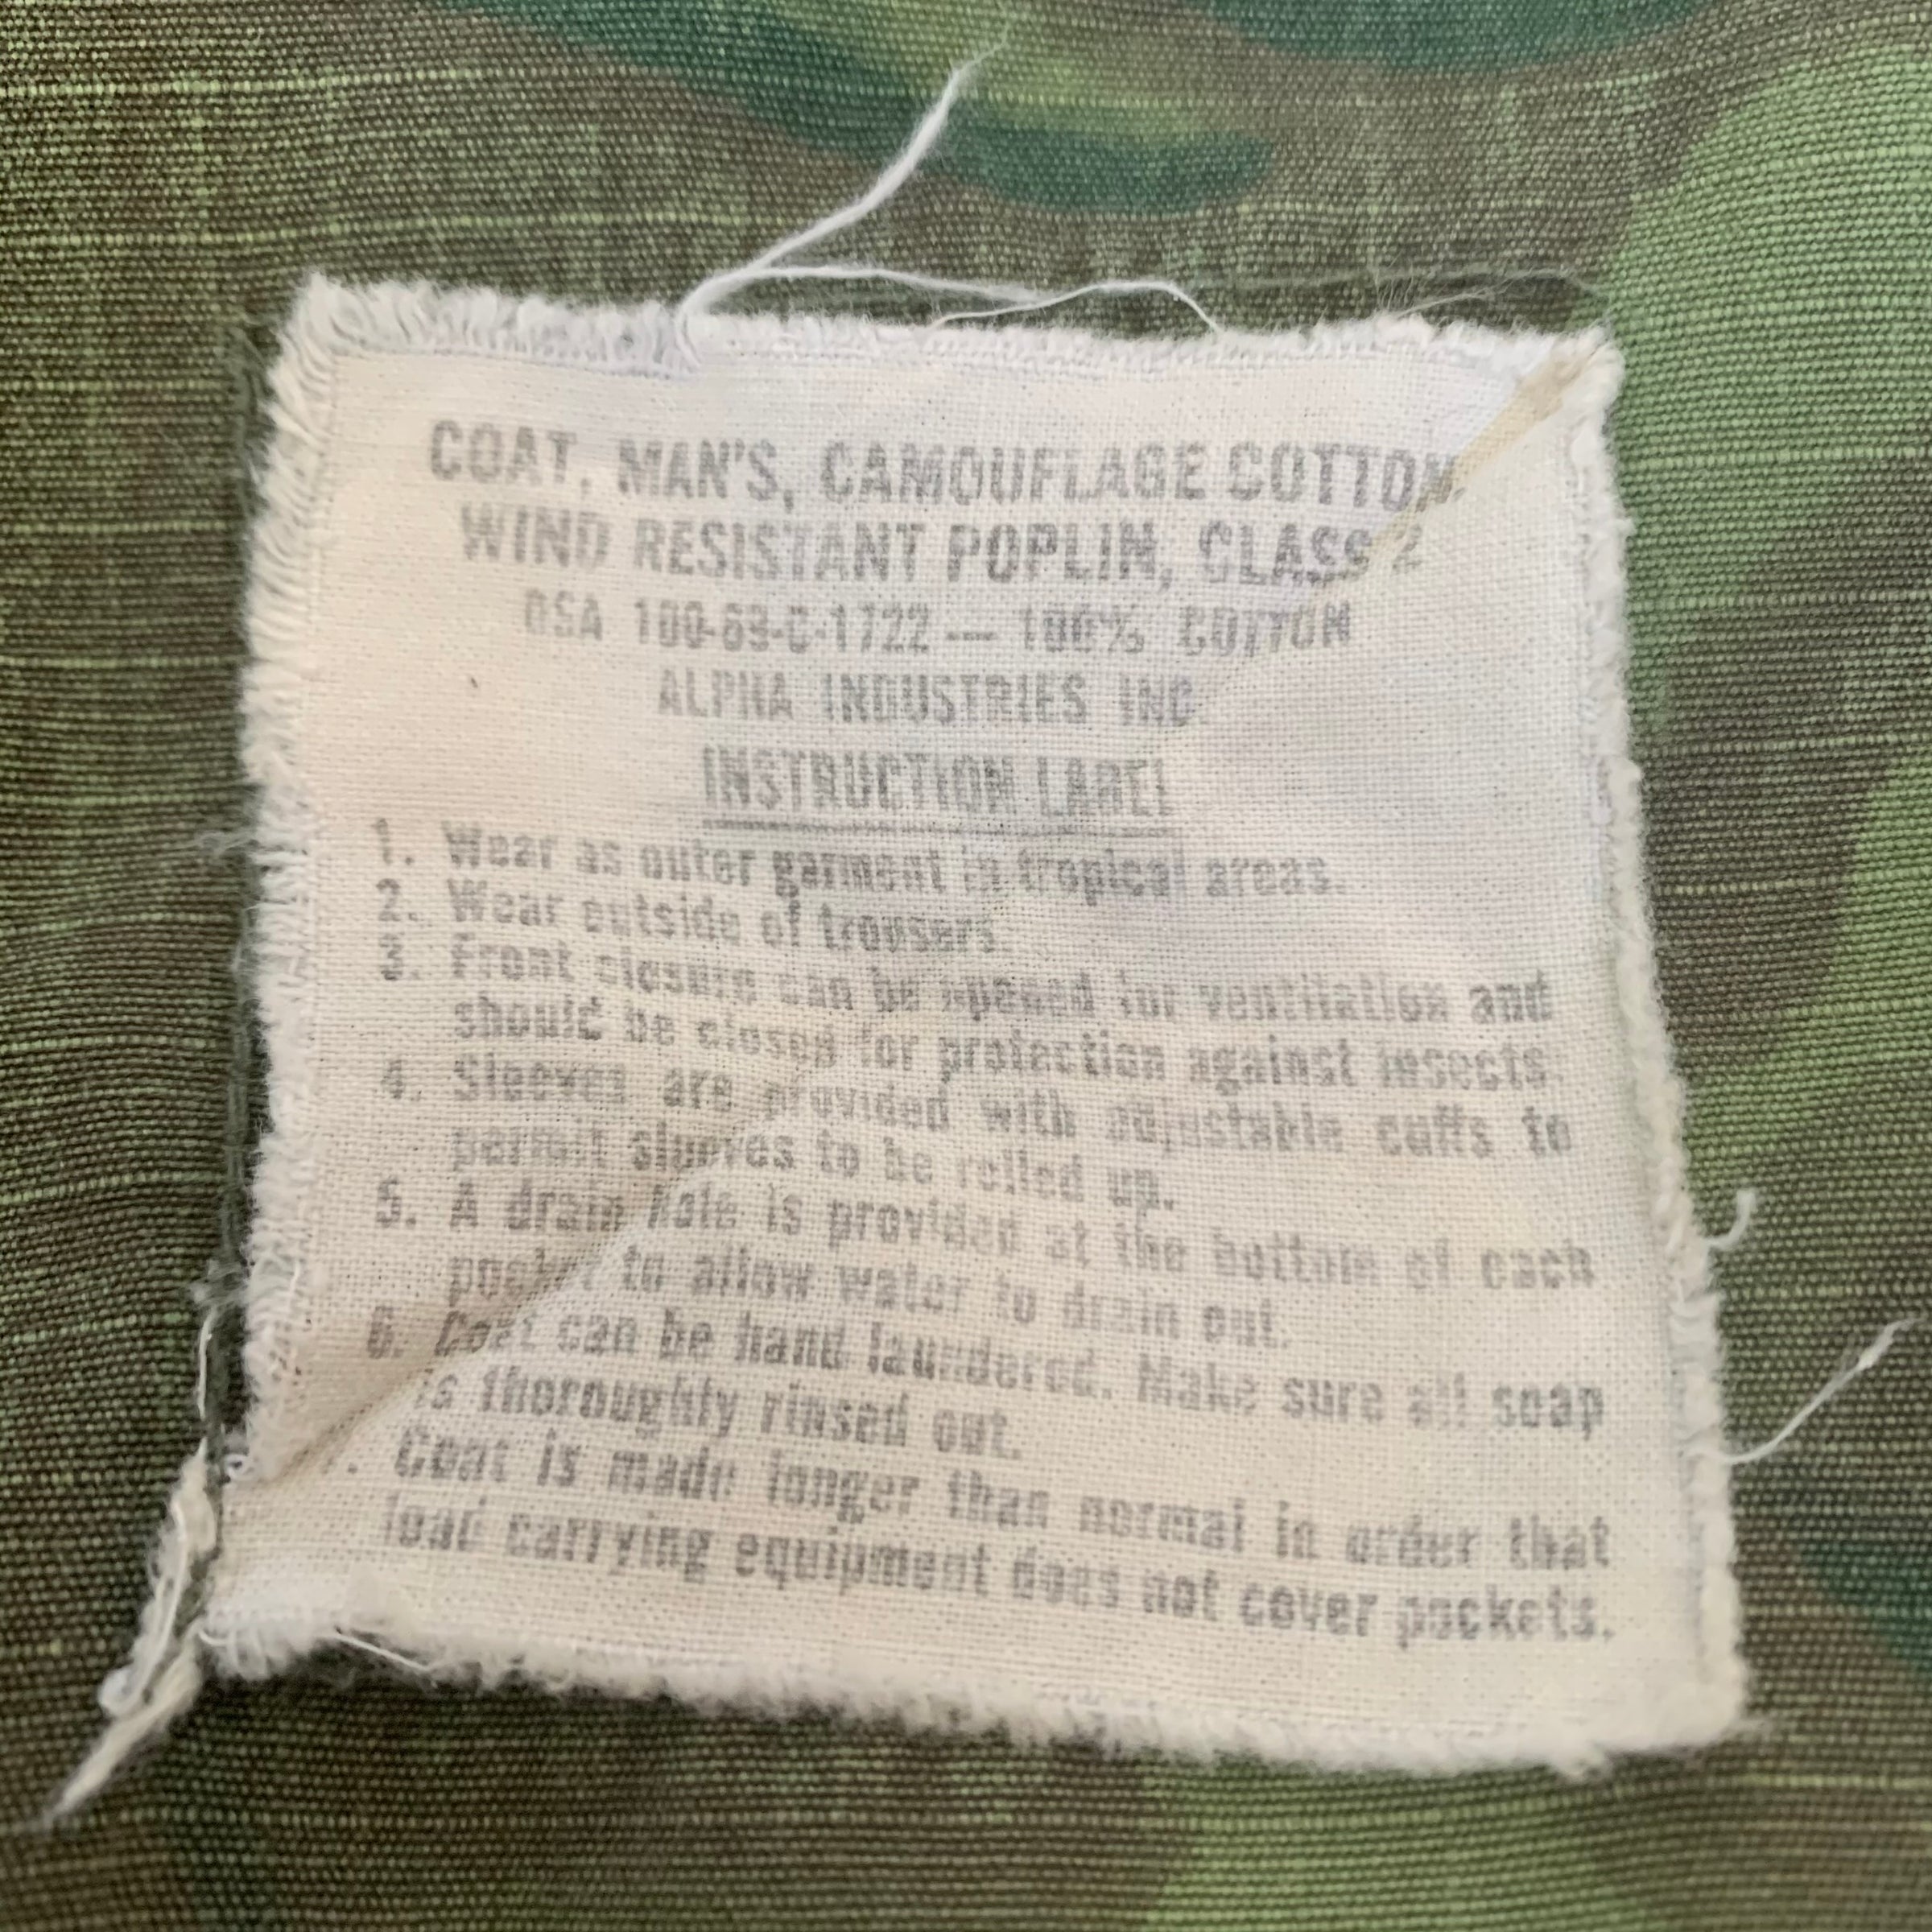 COAT, MAN'S, CAMOUFLAGE COTTON.
WIND RESISTANT POPLIN, CLASS 2
DSA 100-69-C-1722 — 100% COTTON
ALPHA INDUSTRIES INC.
INSTRUCTION LABEL
1. Wear as outer garment in tropical areas.
2. Wear outside of trousers.
3. Front closure can be opened for ventilation and
should be closed for protection against insects.
4. Sleeves are provided with adjustable cuffs to
permit sleeves to be rolled up.
5. A drain hole is provided at the bottom of each
pocket to allow water to drain out.
6. Coat can be hand laundered. Make sure all soap
is thoroughly rinsed out.
7. Coat is made longer than normal in order that
load carrying equipment does not cover pockets.